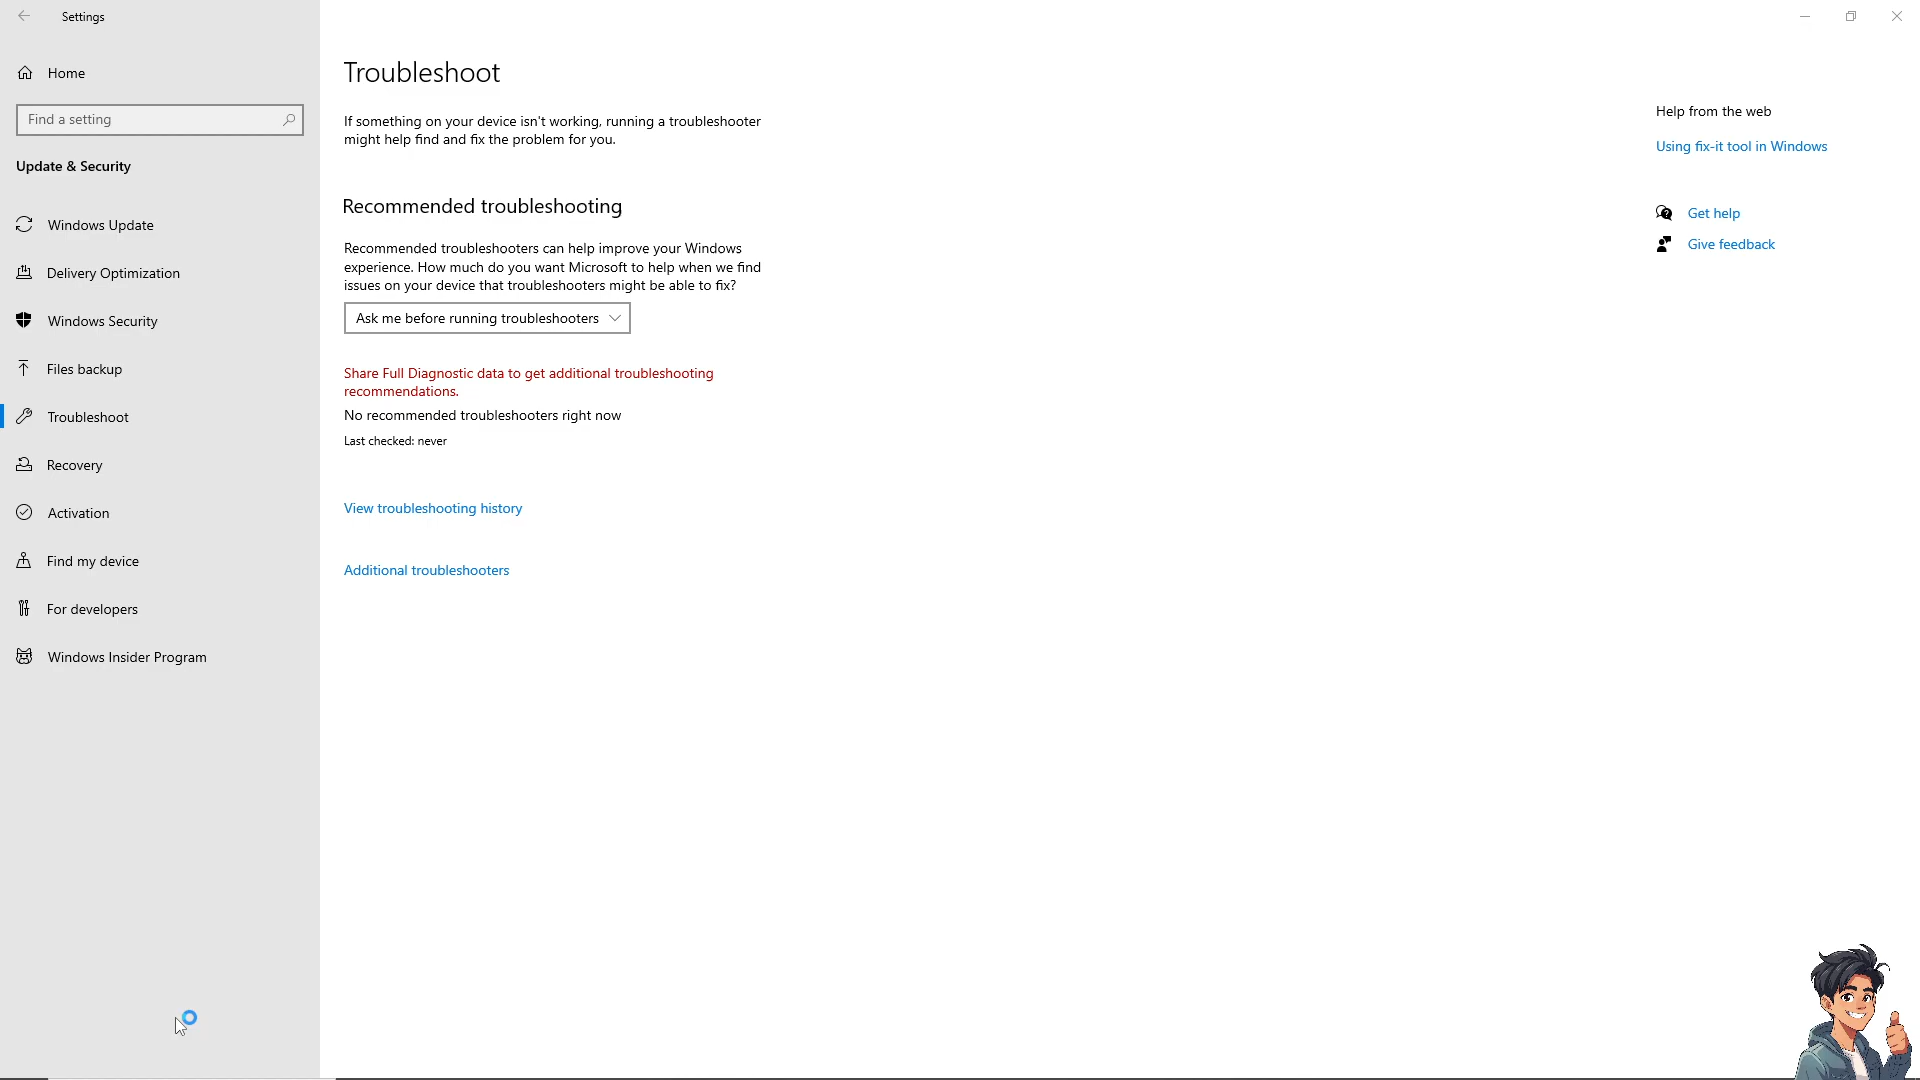 Settings
Home
Find a setting
Update & Security
Windows Update
Delivery Optimization
Windows Security
Files backup
Troubleshoot
Recovery
Activation
Find my device
For developers
Windows Insider Program
Troubleshoot
If something on your device isn't working, running a troubleshooter
might help find and fix the problem for you.
Recommended troubleshooting
Recommended troubleshooters can help improve your Windows
experience. How much do you want Microsoft to help when we find
issues on your device that troubleshooters might be able to fix?
Ask me before running troubleshooters
Share Full Diagnostic data to get additional troubleshooting
recommendations.
No recommended troubleshooters right now
Last checked: never
View troubleshooting history
Additional troubleshooters
Help from the web
Using fix-it tool in Windows
Get help
Give feedback